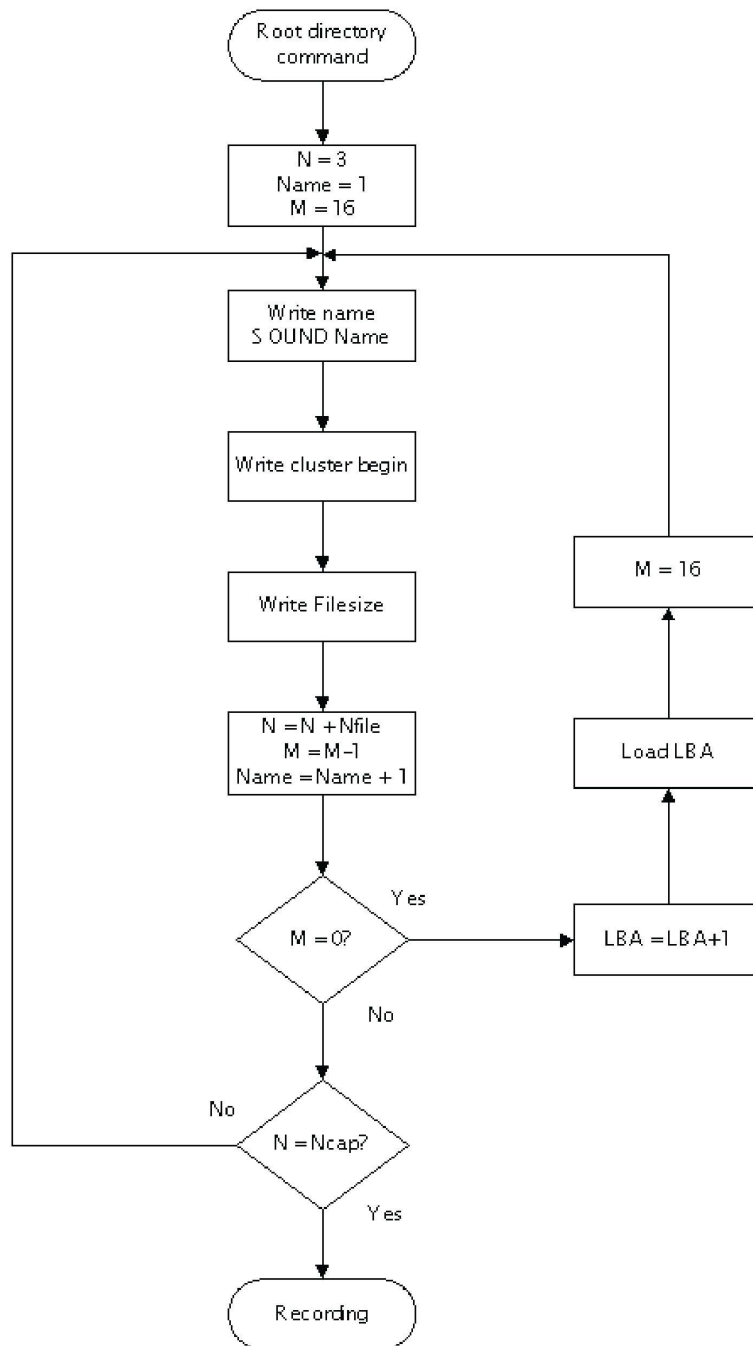 Root directory
command
N = 3
Name = 1
M = 16
Write name
SOUND Name
Write cluster begin
Write Filesize
N = N + Nfile
M = M-1
Name = Name + 1
M = 0?
Yes
No
LBA = LBA+1
Load LBA
M = 16
N = Ncap?
No
Yes
Recording